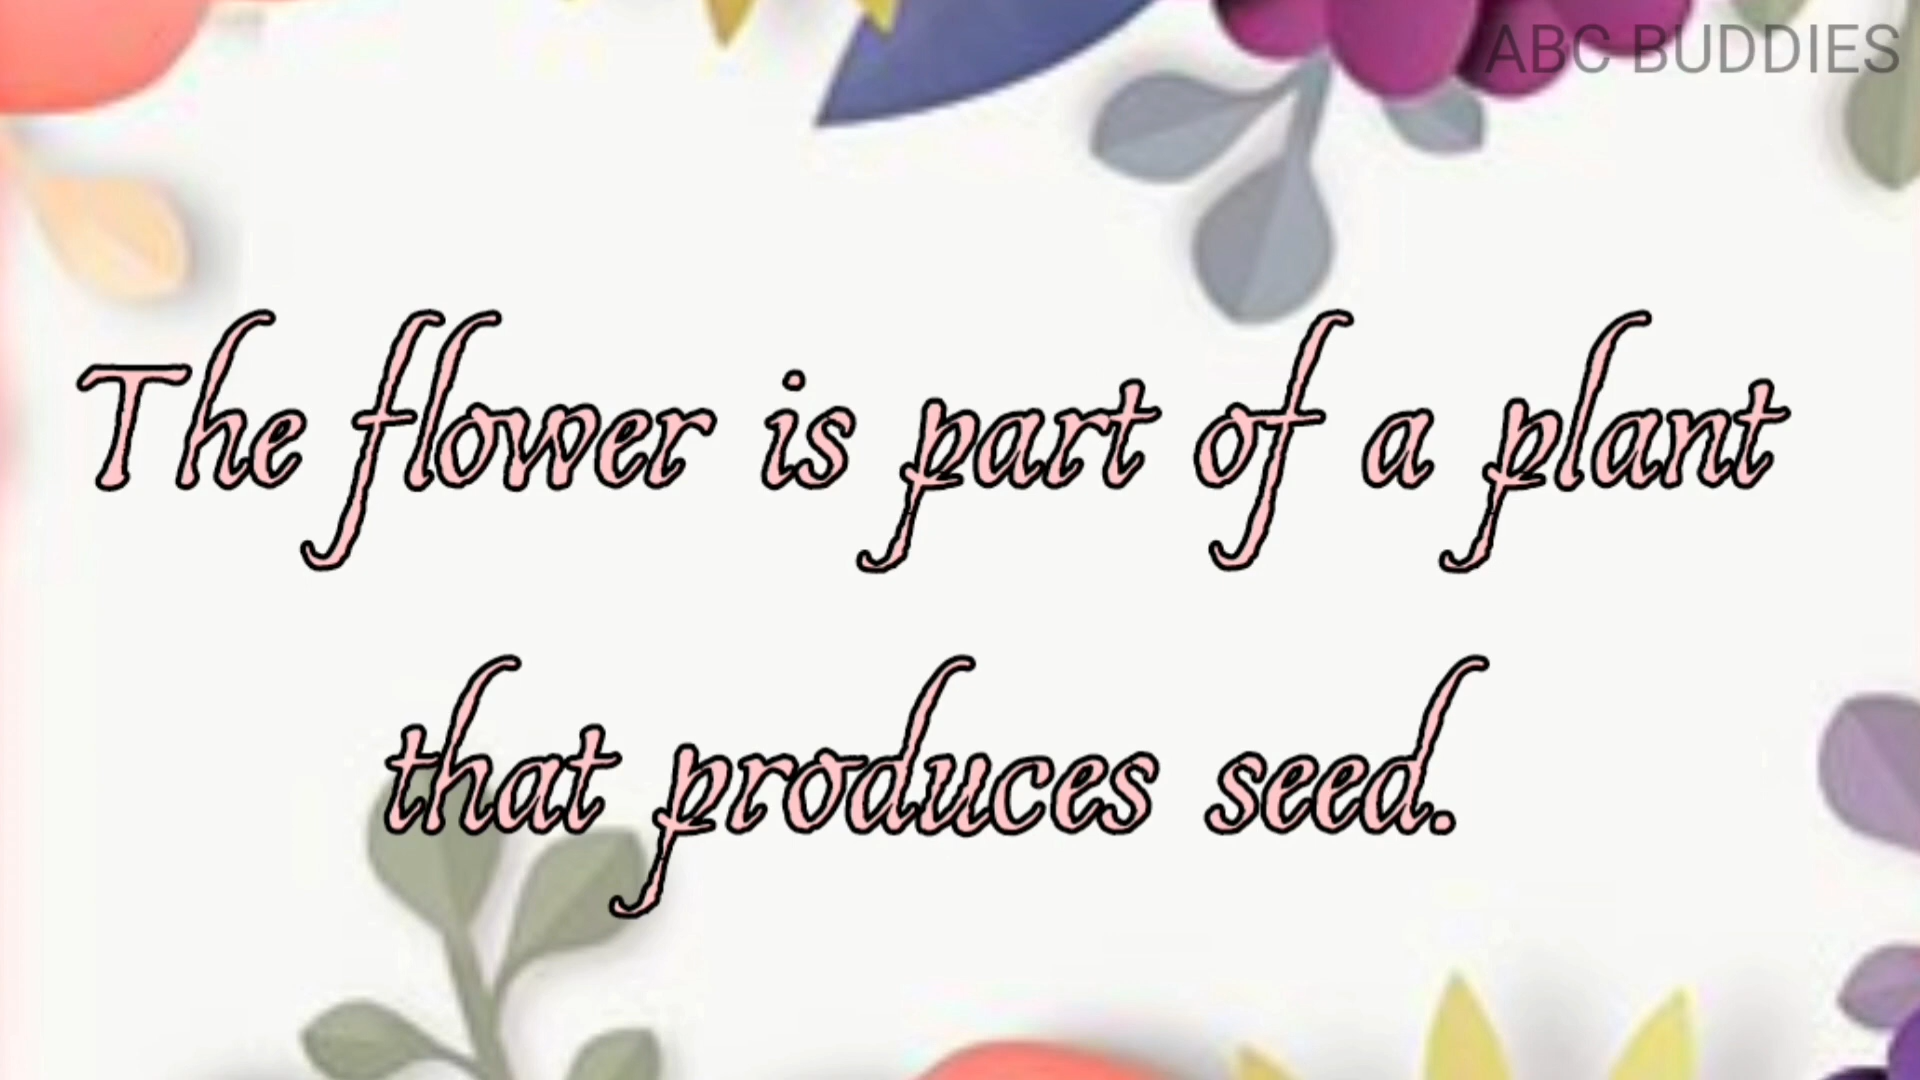 ABC BUDDIES
The flower is part of a plant
that produces seed.